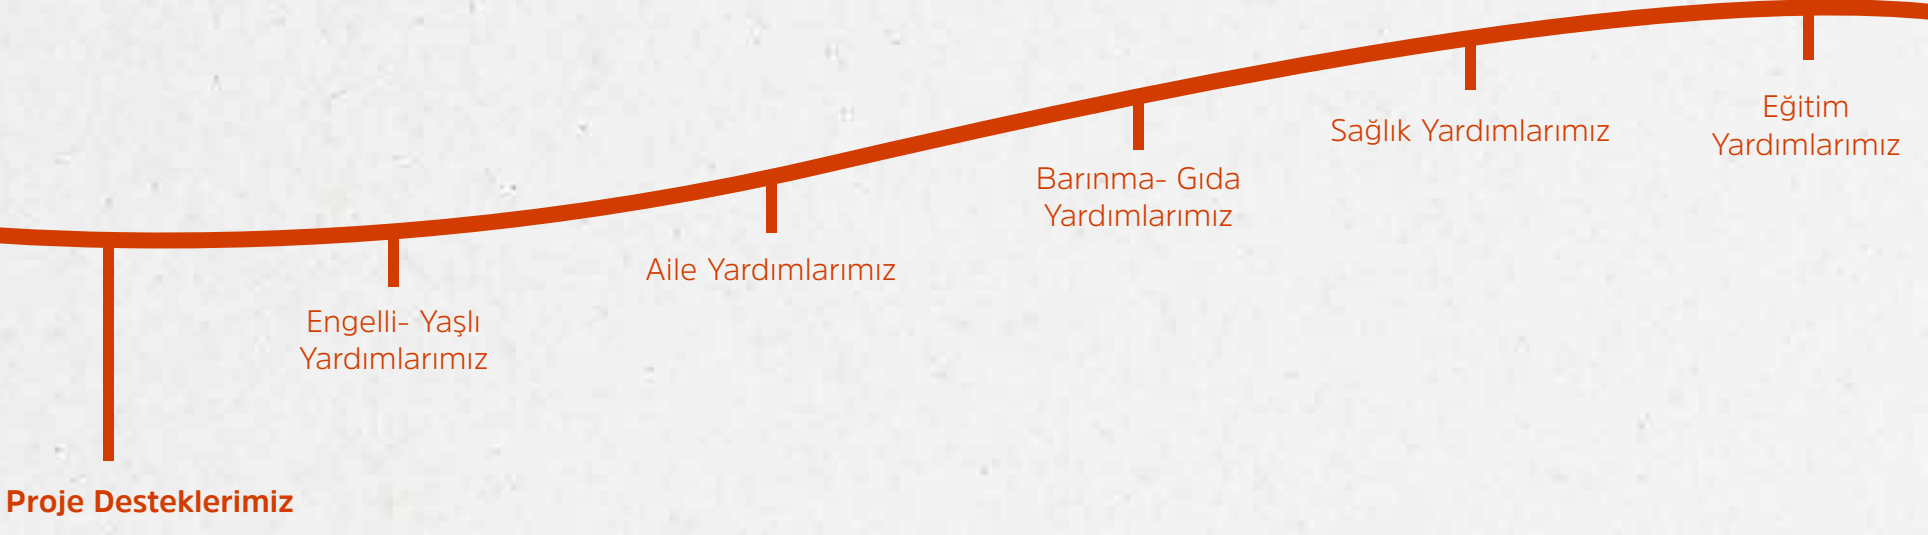 Proje Desteklerimiz
Engelli- Yaşlı
Yardımlarımız
Aile Yardımlarımız
Barınma- Gıda
Yardımlarımız
Sağlık Yardımlarımız
Eğitim
Yardımlarımız